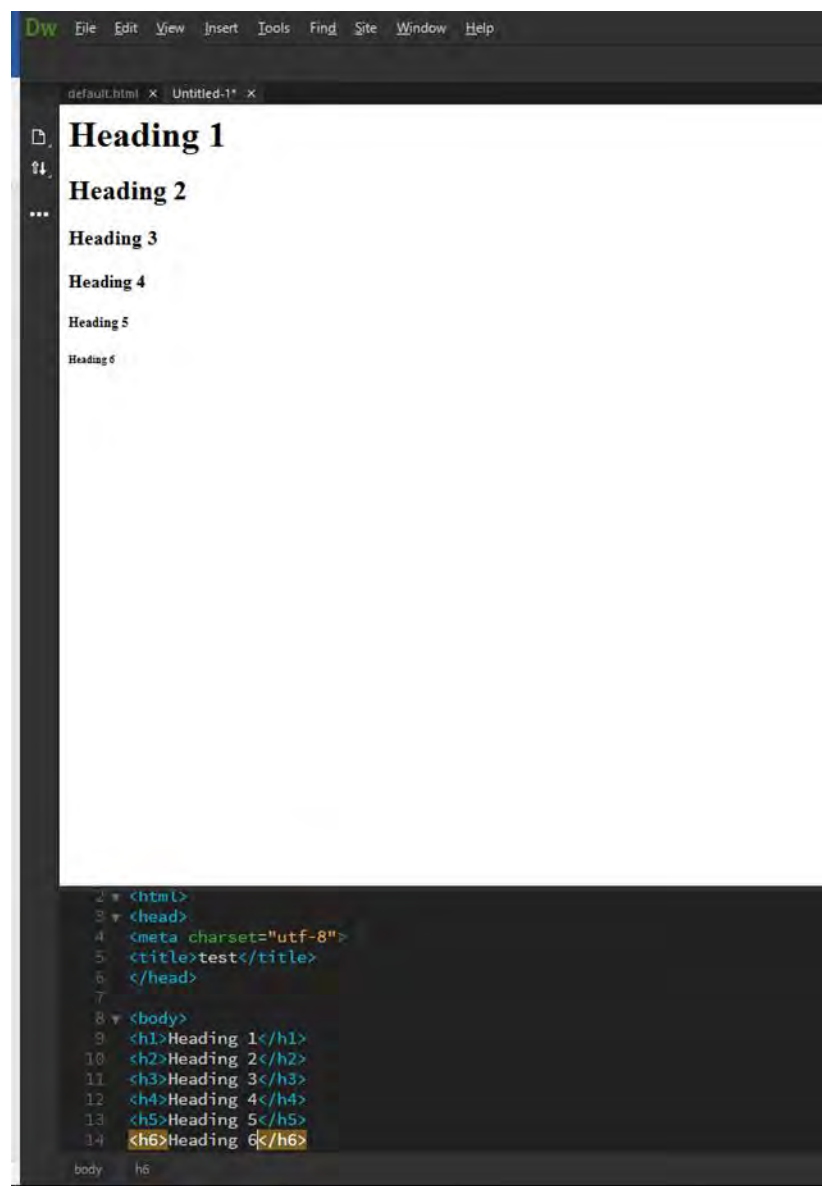 Dw File Edit View Insert Tools Find Site Window Help
default.html × Untitled-1* ×
Heading 1
Heading 2
Heading 3
Heading 4
Heading 5
Heading 6
2 <html>
3 <head>
4 <meta charset="utf-8">
5 <title>test</title>
6 </head>
7
8 <body>
9 <h1>Heading 1</h1>
10 <h2>Heading 2</h2>
11 <h3>Heading 3</h3>
12 <h4>Heading 4</h4>
13 <h5>Heading 5</h5>
14 <h6>Heading 6</h6>
body h6